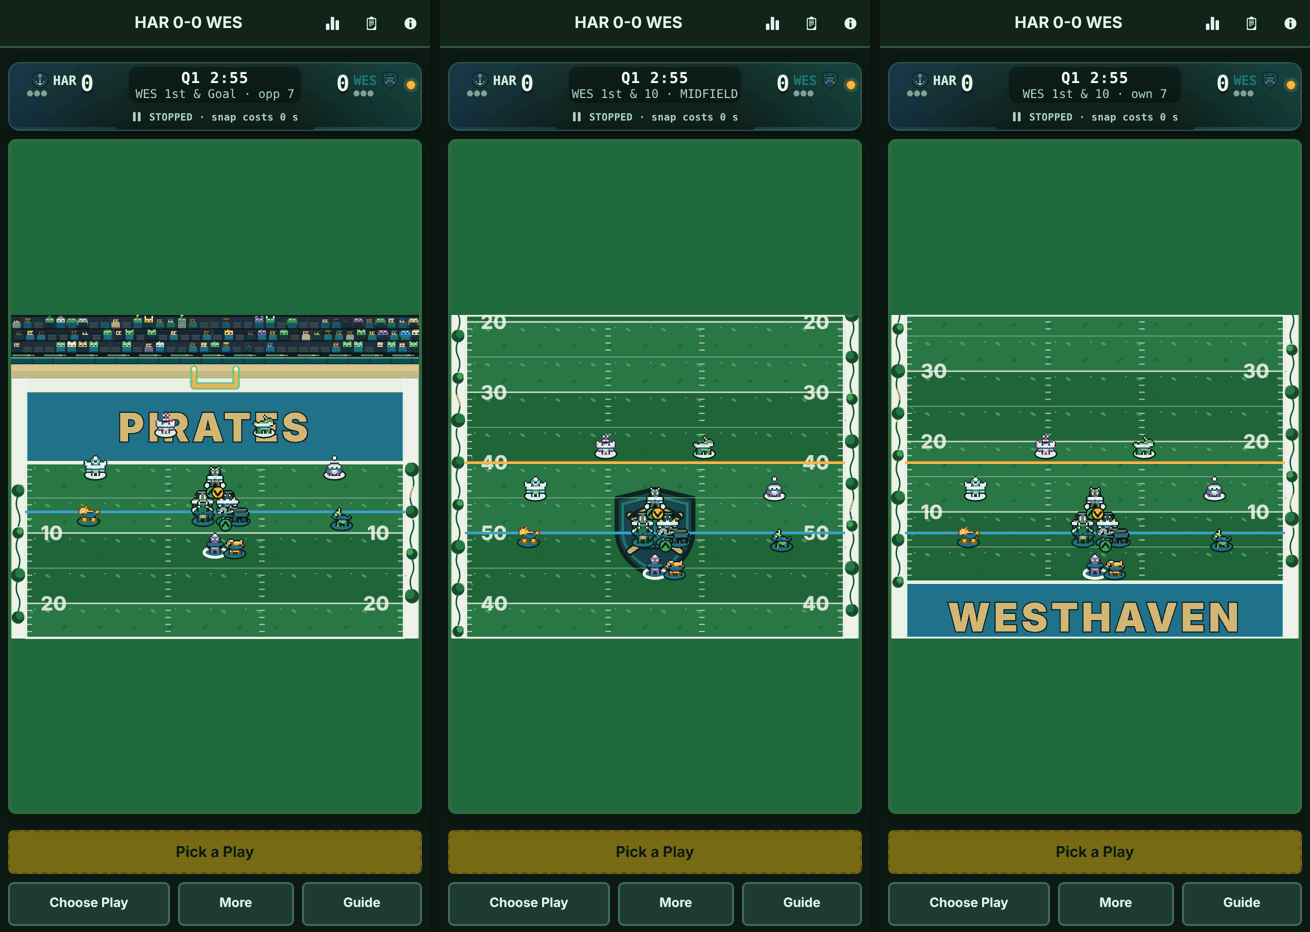 HAR 0-0 WES
HAR 0
Q1 2:55
WES 1st & Goal · opp 7
0 WES
STOPPED · snap costs 0 s
PIRATES
10 10
20 20
Pick a Play
Choose Play
More
Guide
HAR 0-0 WES
HAR 0
Q1 2:55
WES 1st & 10 · MIDFIELD
0 WES
STOPPED · snap costs 0 s
20 20
30 30
40 40
50 50
40 40
Pick a Play
Choose Play
More
Guide
HAR 0-0 WES
HAR 0
Q1 2:55
WES 1st & 10 · own 7
0 WES
STOPPED · snap costs 0 s
30 30
20 20
10 10
WESTHAVEN
Pick a Play
Choose Play
More
Guide